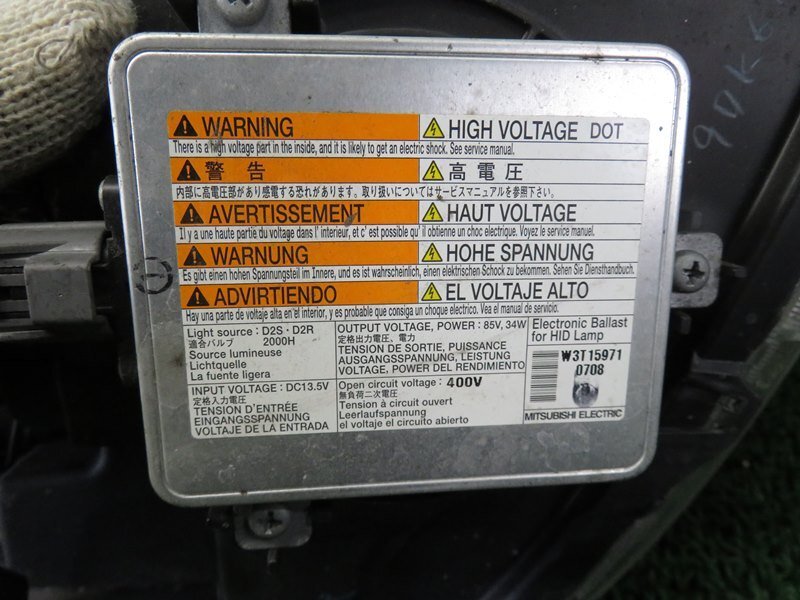 WARNING HIGH VOLTAGE DOT
There is a high voltage part in the inside, and it is likely to get an electric shock. See service manual.
警告 高電圧
内部に高電圧部があり感電する恐れがあります。取り扱いについてはサービスマニュアルを参照下さい。
AVERTISSEMENT HAUT VOLTAGE
Il y a une haute partie du voltage dans l' interieur, et c' est possible qu' il obtienne un choc electrique. Voyez le service manuel.
WARNUNG HOHE SPANNUNG
Es gibt einen hohen Spannungsteil im Innere, und es ist wahrscheinlich, einen elektrischen Schock zu bekommen. Sehen Sie Diensthandbuch.
ADVIRTIENDO EL VOLTAJE ALTO
Hay una parte de voltaje alta en el interior, y es probable que consiga un choque electrico. Vea el manual de servicio.
Light source : D2S · D2R
適合バルブ 2000H
Source lumineuse
Lichtquelle
La fuente ligera
INPUT VOLTAGE : DC13.5V
定格入力電圧
TENSION D'ENTRÉE
EINGANGSSPANNUNG
VOLTAJE DE LA ENTRADA
OUTPUT VOLTAGE, POWER : 85V, 34W
定格出力電圧、電力
TENSION DE SORTIE, PUISSANCE
AUSGANGSSPANNUNG, LEISTUNG
VOLTAGE, POWER DEL RENDIMIENTO
Open circuit voltage : 400V
無負荷二次電圧
Tension à circuit ouvert
Leerlaufspannung
el voltaje el circuito abierto
Electronic Ballast
for HID Lamp
W3T15971
0708
MITSUBISHI ELECTRIC